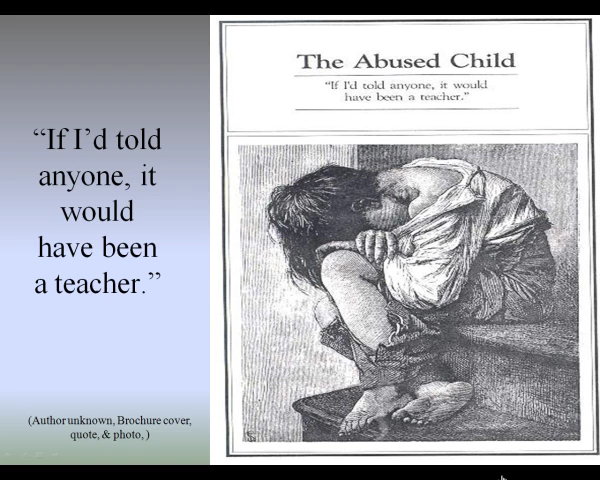 “If I’d told
anyone, it
would
have been
a teacher.”
(Author unknown, Brochure cover,
quote, & photo, )
The Abused Child
“If I’d told anyone, it would
have been a teacher.”